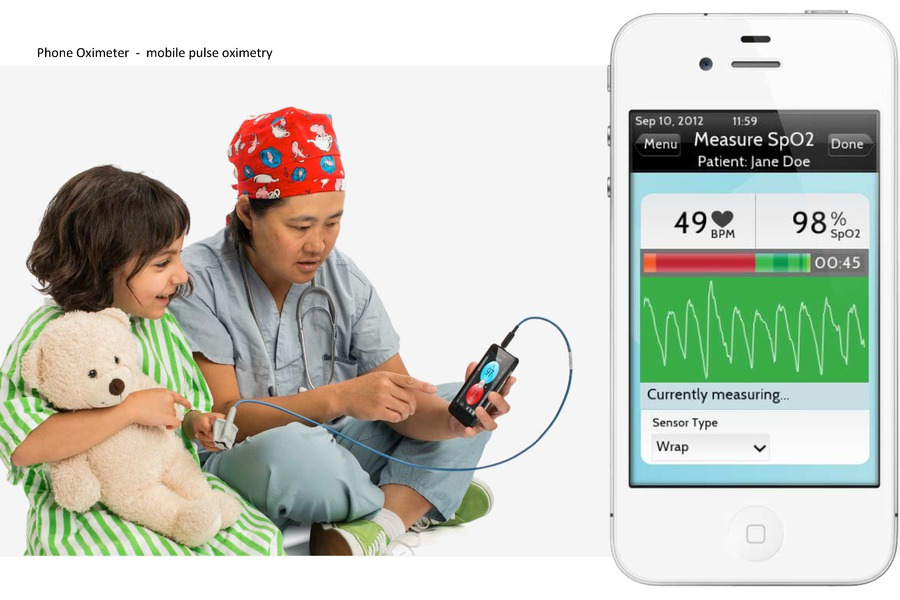 Phone Oximeter - mobile pulse oximetry
Sep 10, 2012 11:59
Menu Measure SpO2 Done
Patient: Jane Doe
49 BPM 98 % SpO2
00:45
Currently measuring...
Sensor Type
Wrap